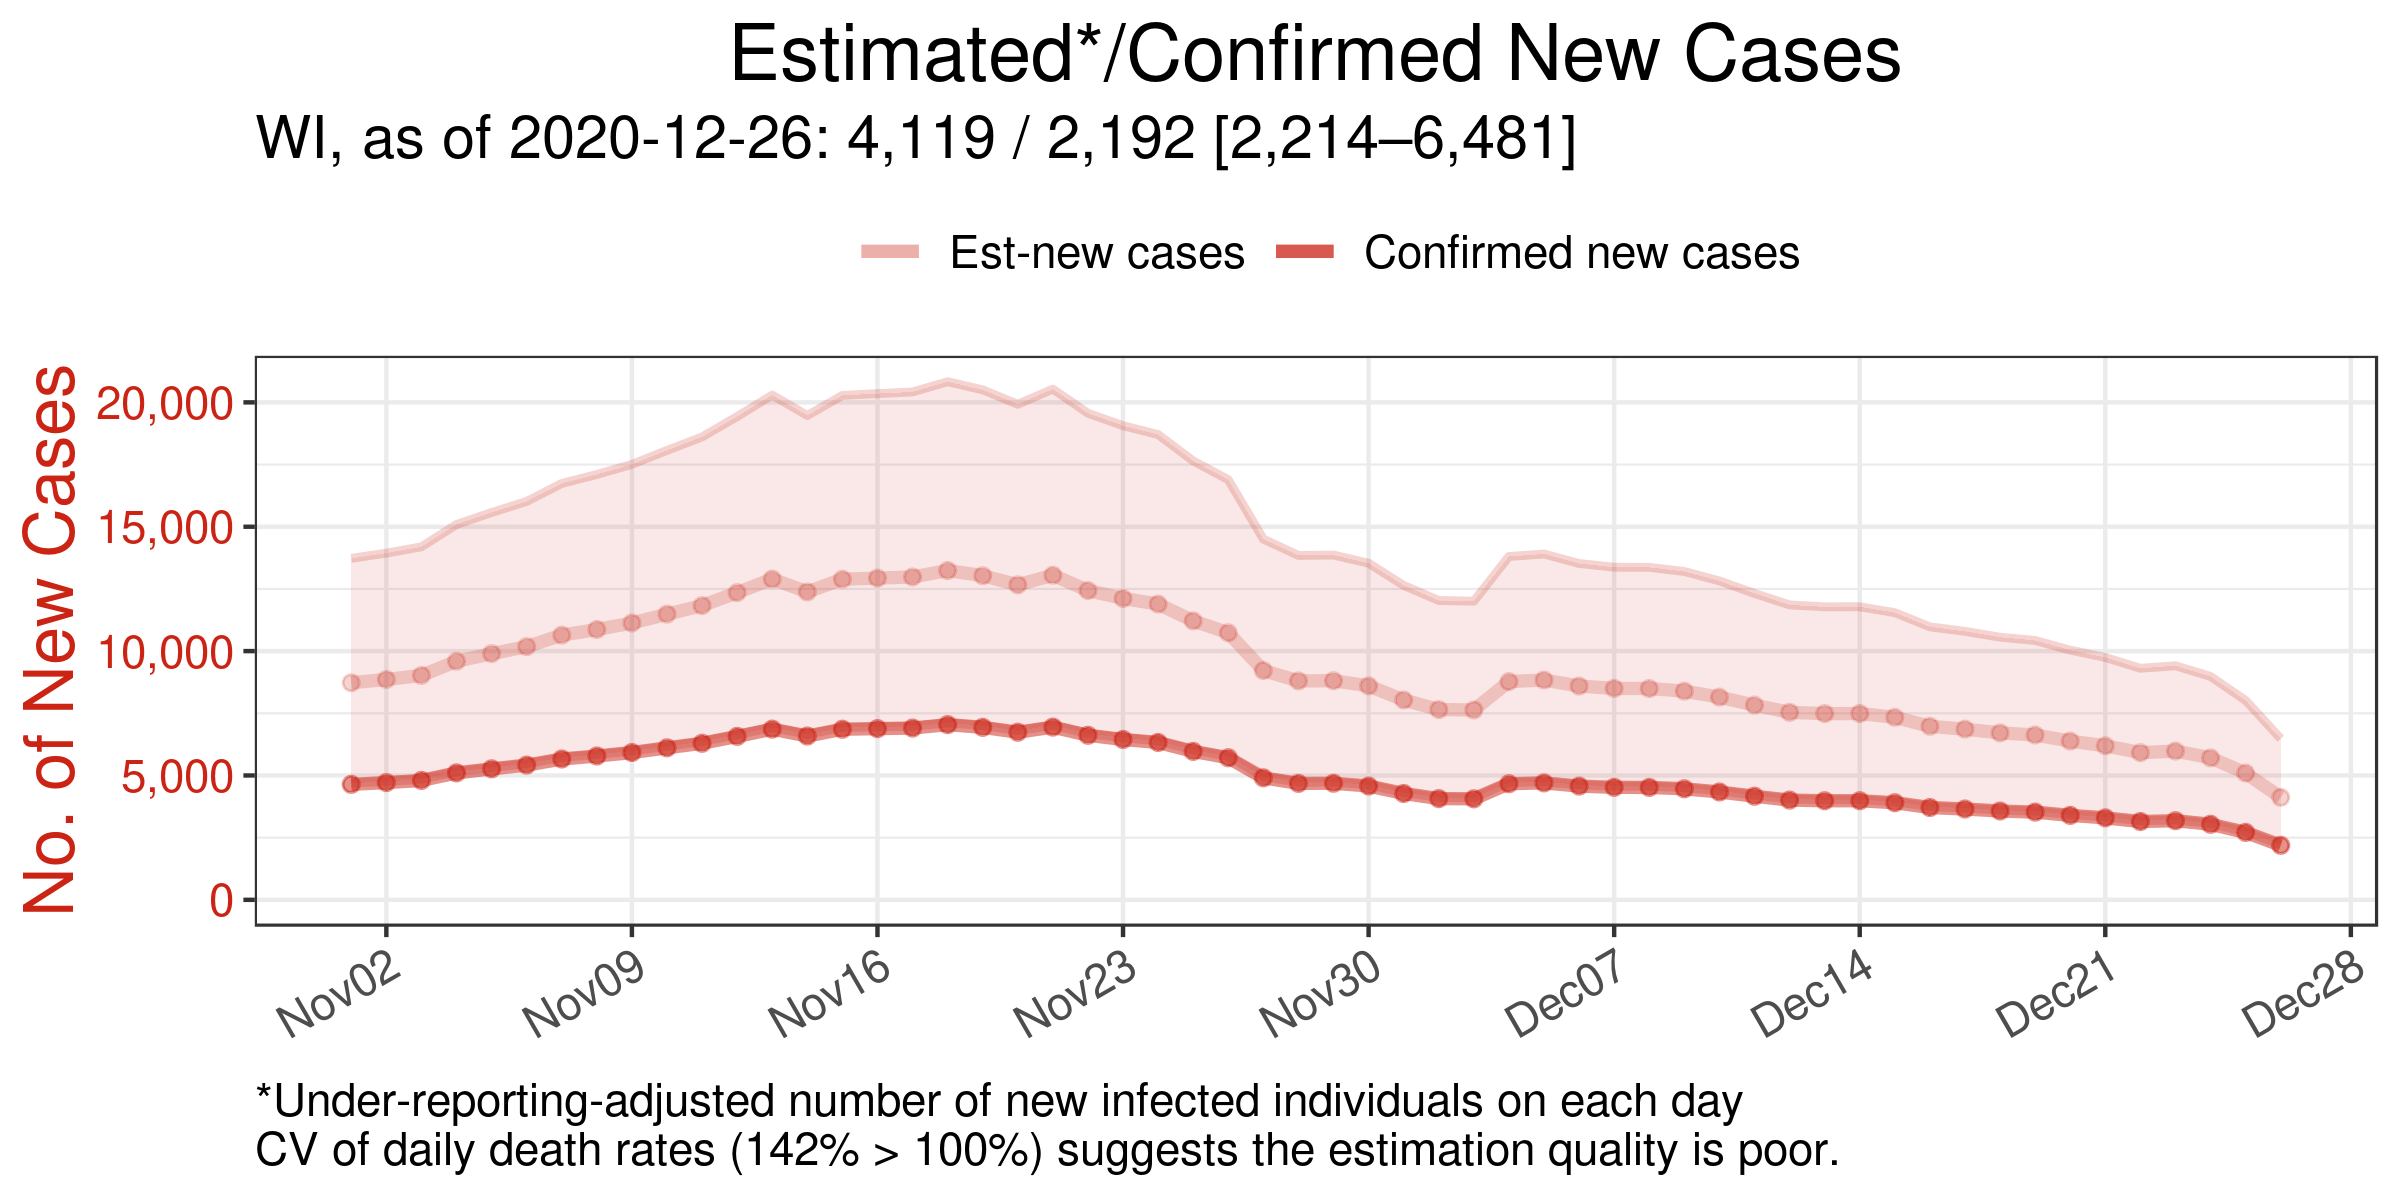 Estimated*/Confirmed New Cases
WI, as of 2020-12-26: 4,119 / 2,192 [2,214–6,481]
Est-new cases
Confirmed new cases
No. of New Cases
20,000
15,000
10,000
5,000
0
Nov02
Nov09
Nov16
Nov23
Nov30
Dec07
Dec14
Dec21
Dec28
*Under-reporting-adjusted number of new infected individuals on each day
CV of daily death rates (142% > 100%) suggests the estimation quality is poor.